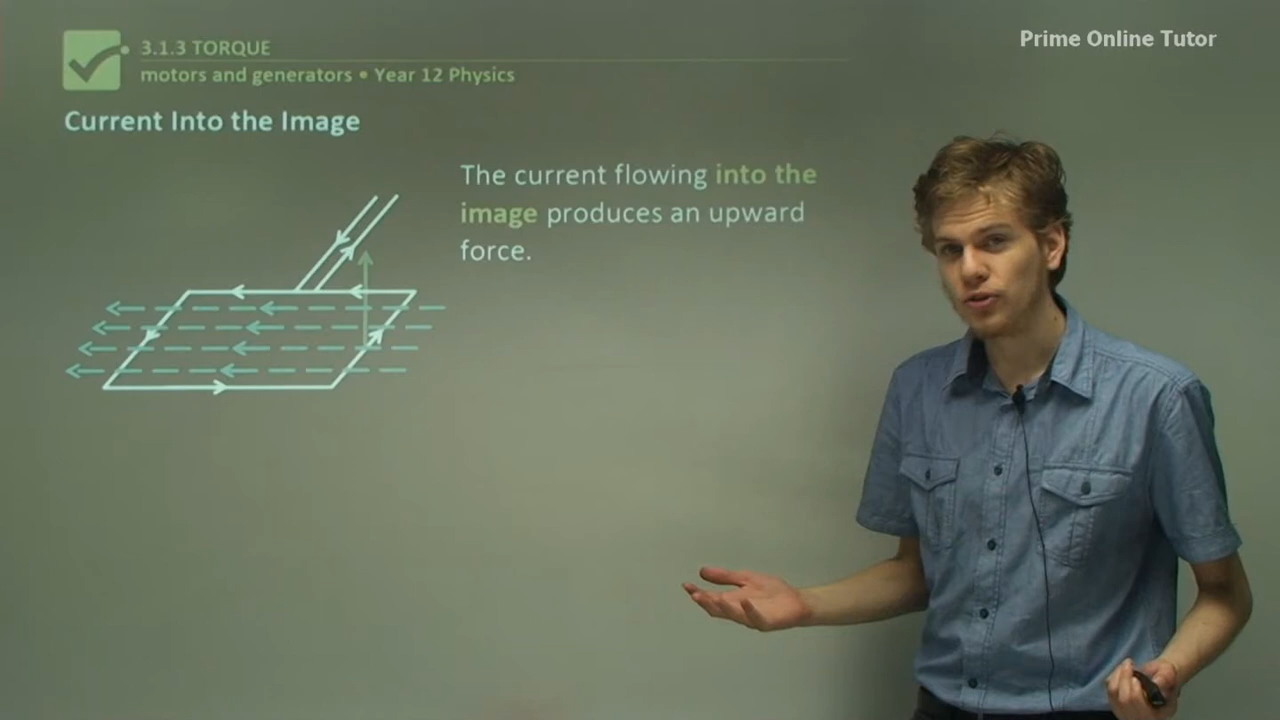 Prime Online Tutor
3.1.3 TORQUE
motors and generators • Year 12 Physics
Current Into the Image
The current flowing into the
image produces an upward
force.